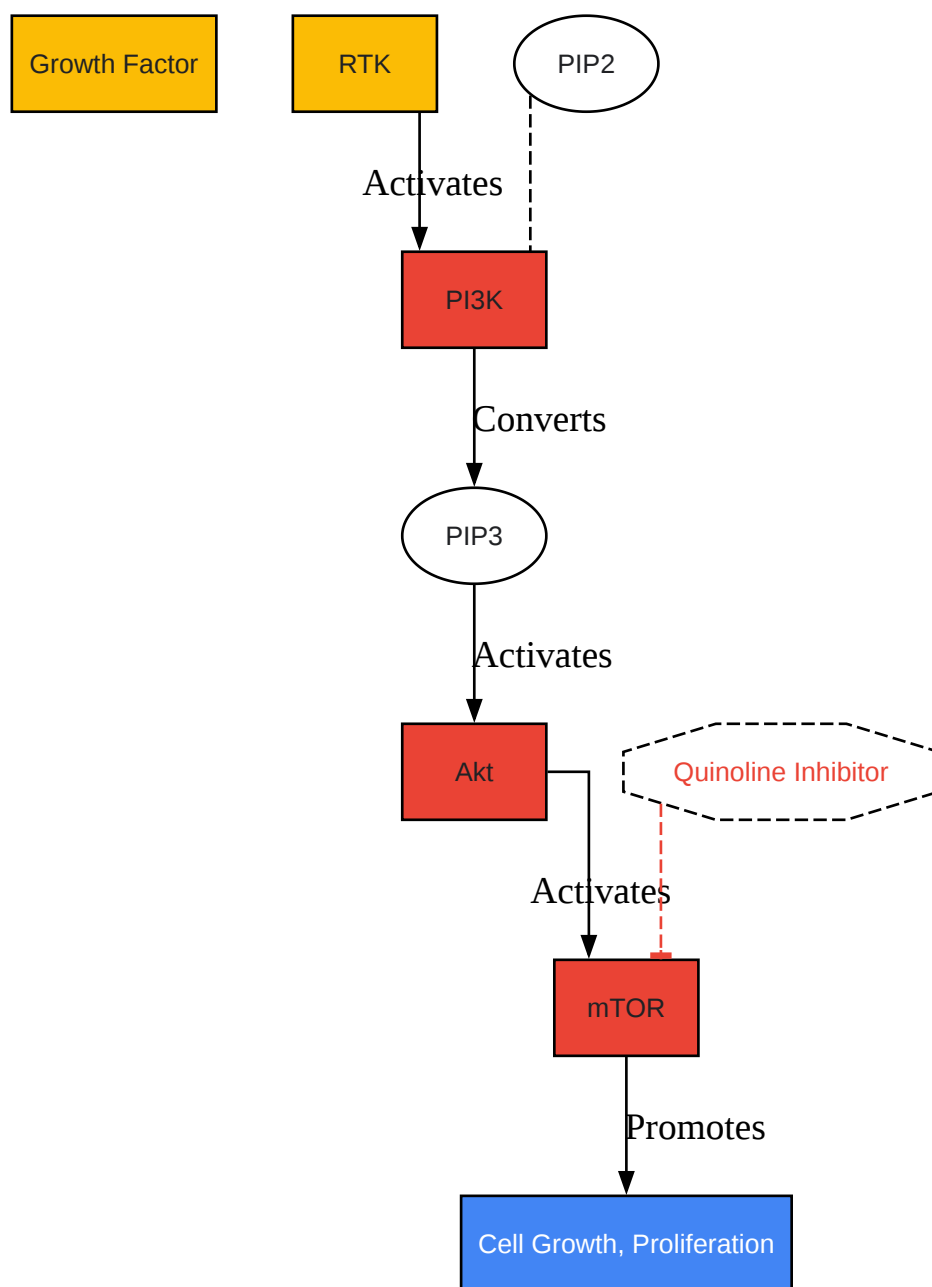 Growth Factor
RTK
PIP2
Activates
PI3K
Converts
PIP3
Activates
Akt
Quinoline Inhibitor
Activates
mTOR
Promotes
Cell Growth, Proliferation